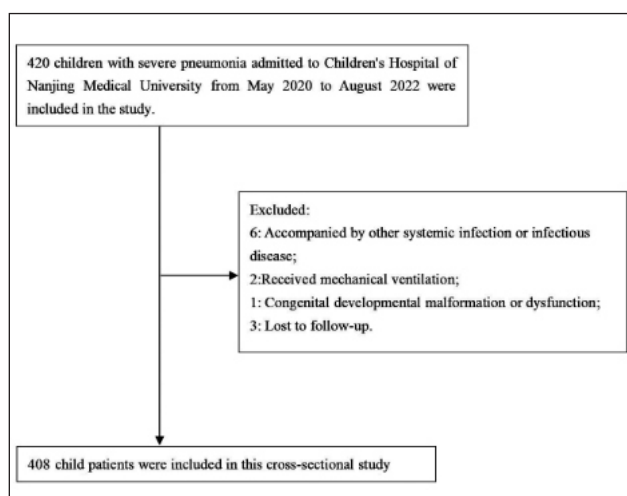 420 children with severe pneumonia admitted to Children's Hospital of
Nanjing Medical University from May 2020 to August 2022 were
included in the study.
Excluded:
6: Accompanied by other systemic infection or infectious
disease;
2:Received mechanical ventilation;
1: Congenital developmental malformation or dysfunction;
3: Lost to follow-up.
408 child patients were included in this cross-sectional study